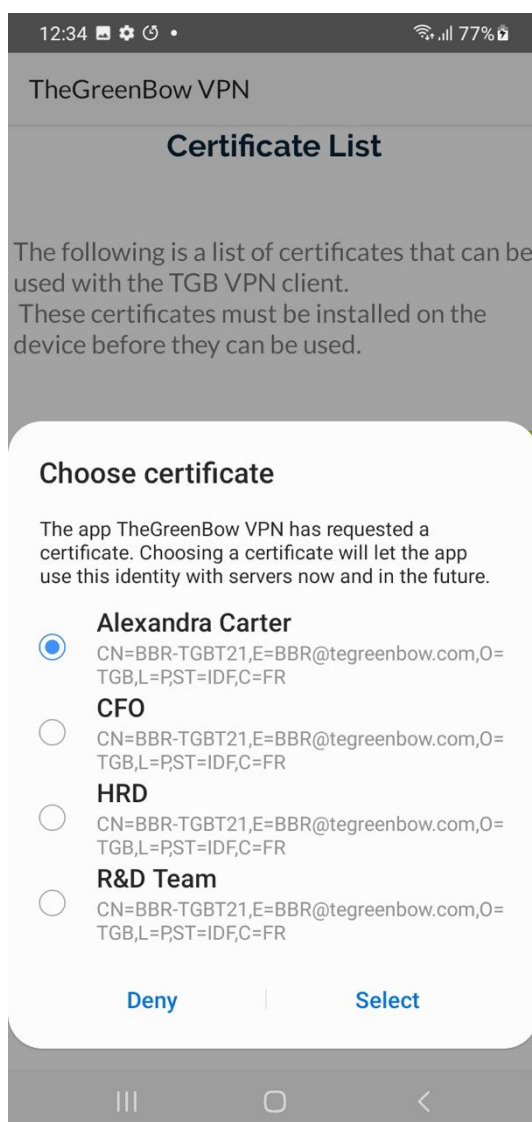 12:34
77%
TheGreenBow VPN
Certificate List
The following is a list of certificates that can be
used with the TGB VPN client.
These certificates must be installed on the
device before they can be used.
Choose certificate
The app TheGreenBow VPN has requested a
certificate. Choosing a certificate will let the app
use this identity with servers now and in the future.
Alexandra Carter
CN=BBR-TGBT21,E=BBR@tegreenbow.com,O=
TGB,L=P,ST=IDF,C=FR
CFO
CN=BBR-TGBT21,E=BBR@tegreenbow.com,O=
TGB,L=P,ST=IDF,C=FR
HRD
CN=BBR-TGBT21,E=BBR@tegreenbow.com,O=
TGB,L=P,ST=IDF,C=FR
R&D Team
CN=BBR-TGBT21,E=BBR@tegreenbow.com,O=
TGB,L=P,ST=IDF,C=FR
Deny Select